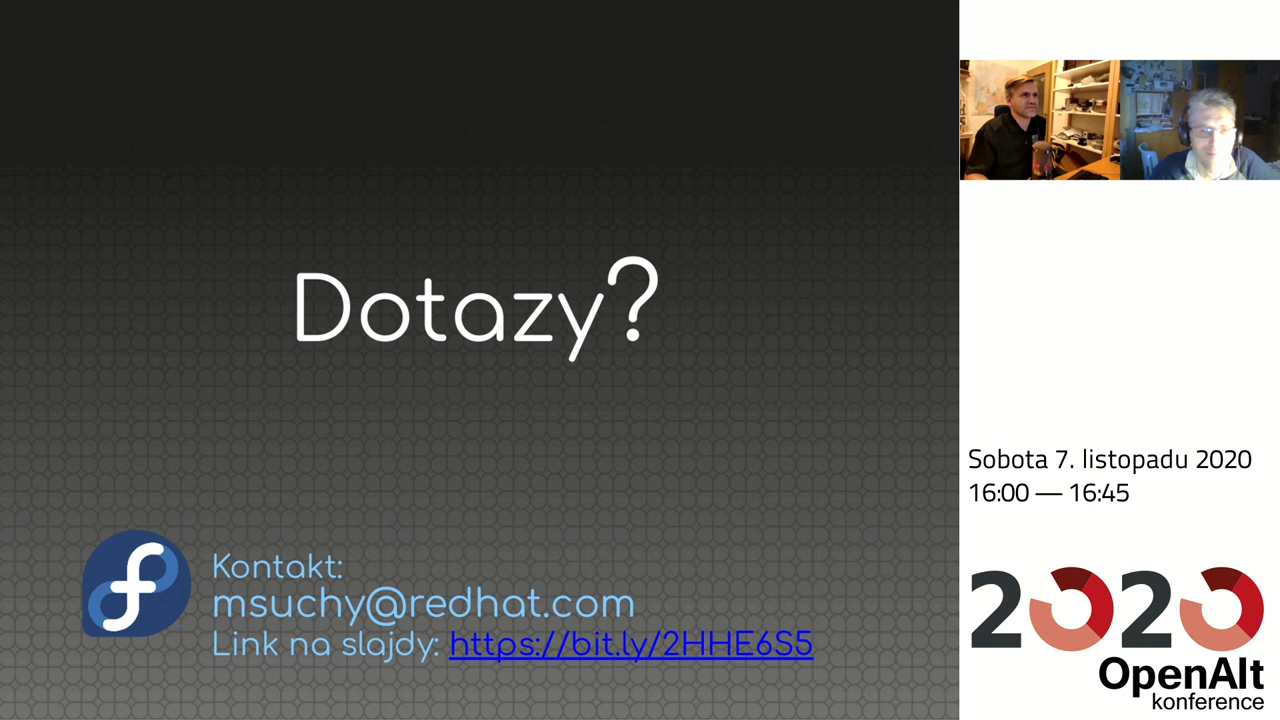 Dotazy?
Kontakt:
msuchy@redhat.com
Link na slajdy: https://bit.ly/2HHE6S5
Sobota 7. listopadu 2020
16:00 — 16:45
2020
OpenAlt
konference